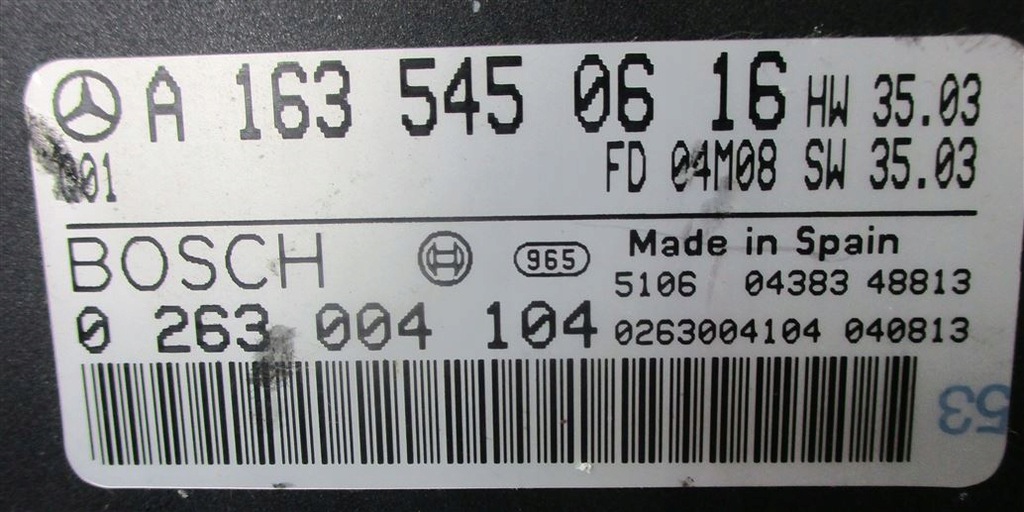 A 163 545 06 16 HW 35.03
001 FD 04M08 SW 35.03
BOSCH 965 Made in Spain
5106 04383 48813
0 263 004 104 0263004104 040813
53